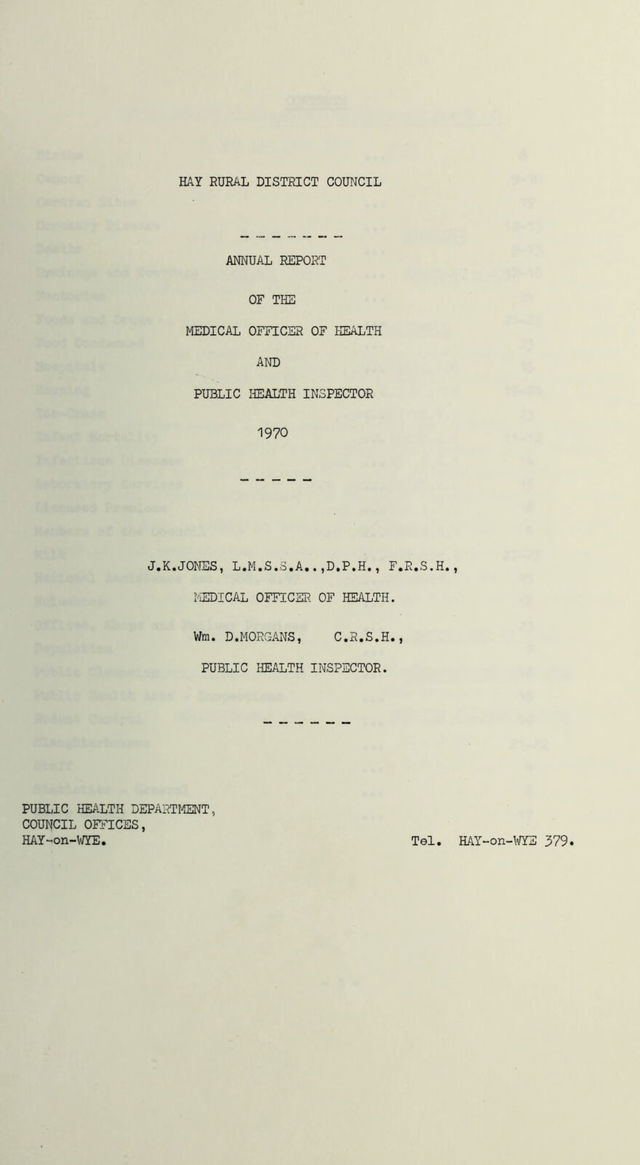 HAY RURAL DISTRICT COUNCIL
- - - - - - -
ANNUAL REPORT
OF THE
MEDICAL OFFICER OF HEALTH
AND
PUBLIC HEALTH INSPECTOR
1970
- - - - -
J.K.JONES, L.M.S.S.A..,D.P.H., F.R.S.H.,
MEDICAL OFFICER OF HEALTH.
Wm. D.MORGANS, C.R.S.H.,
PUBLIC HEALTH INSPECTOR.
- - - - - -
PUBLIC HEALTH DEPARTMENT,
COUNCIL OFFICES,
HAY-on-WYE.
Tel. HAY-on-WYE 379.